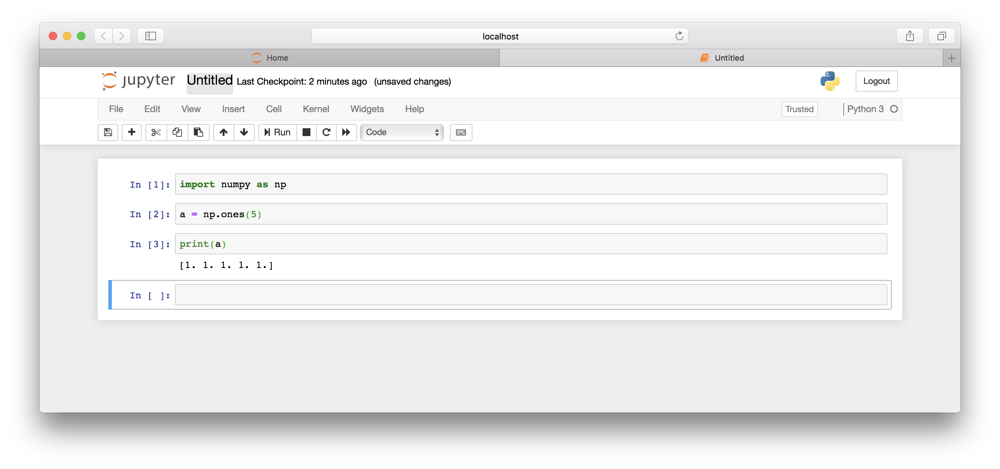 localhost
Home
Untitled
jupyter Untitled Last Checkpoint: 2 minutes ago (unsaved changes)
Logout
File Edit View Insert Cell Kernel Widgets Help
Trusted
Python 3
Run
Code
In [1]: import numpy as np
In [2]: a = np.ones(5)
In [3]: print(a)
[1. 1. 1. 1. 1.]
In [ ]: